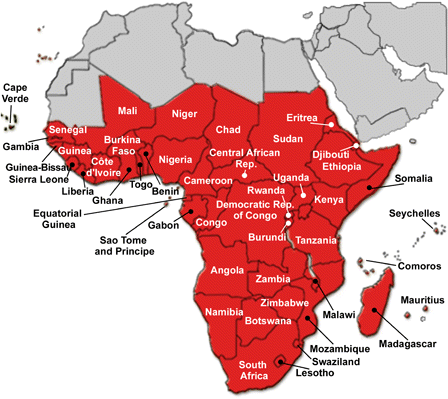 Cape
Verde
Mali
Niger
Chad
Sudan
Eritrea
Senegal
Gambia
Guinea
Guinea-Bissay
Sierra Leone
Burkina
Faso
Côte
d'Ivoire
Liberia
Ghana
Togo
Benin
Nigeria
Central African
Rep.
Cameroon
Djibouti
Ethiopia
Somalia
Uganda
Rwanda
Kenya
Democratic Rep.
of Congo
Equatorial
Guinea
Gabon
Congo
Sao Tome
and Principe
Burundi
Tanzania
Seychelles
Comoros
Angola
Zambia
Malawi
Mauritius
Zimbabwe
Namibia
Botswana
Mozambique
Madagascar
Swaziland
South
Africa
Lesotho